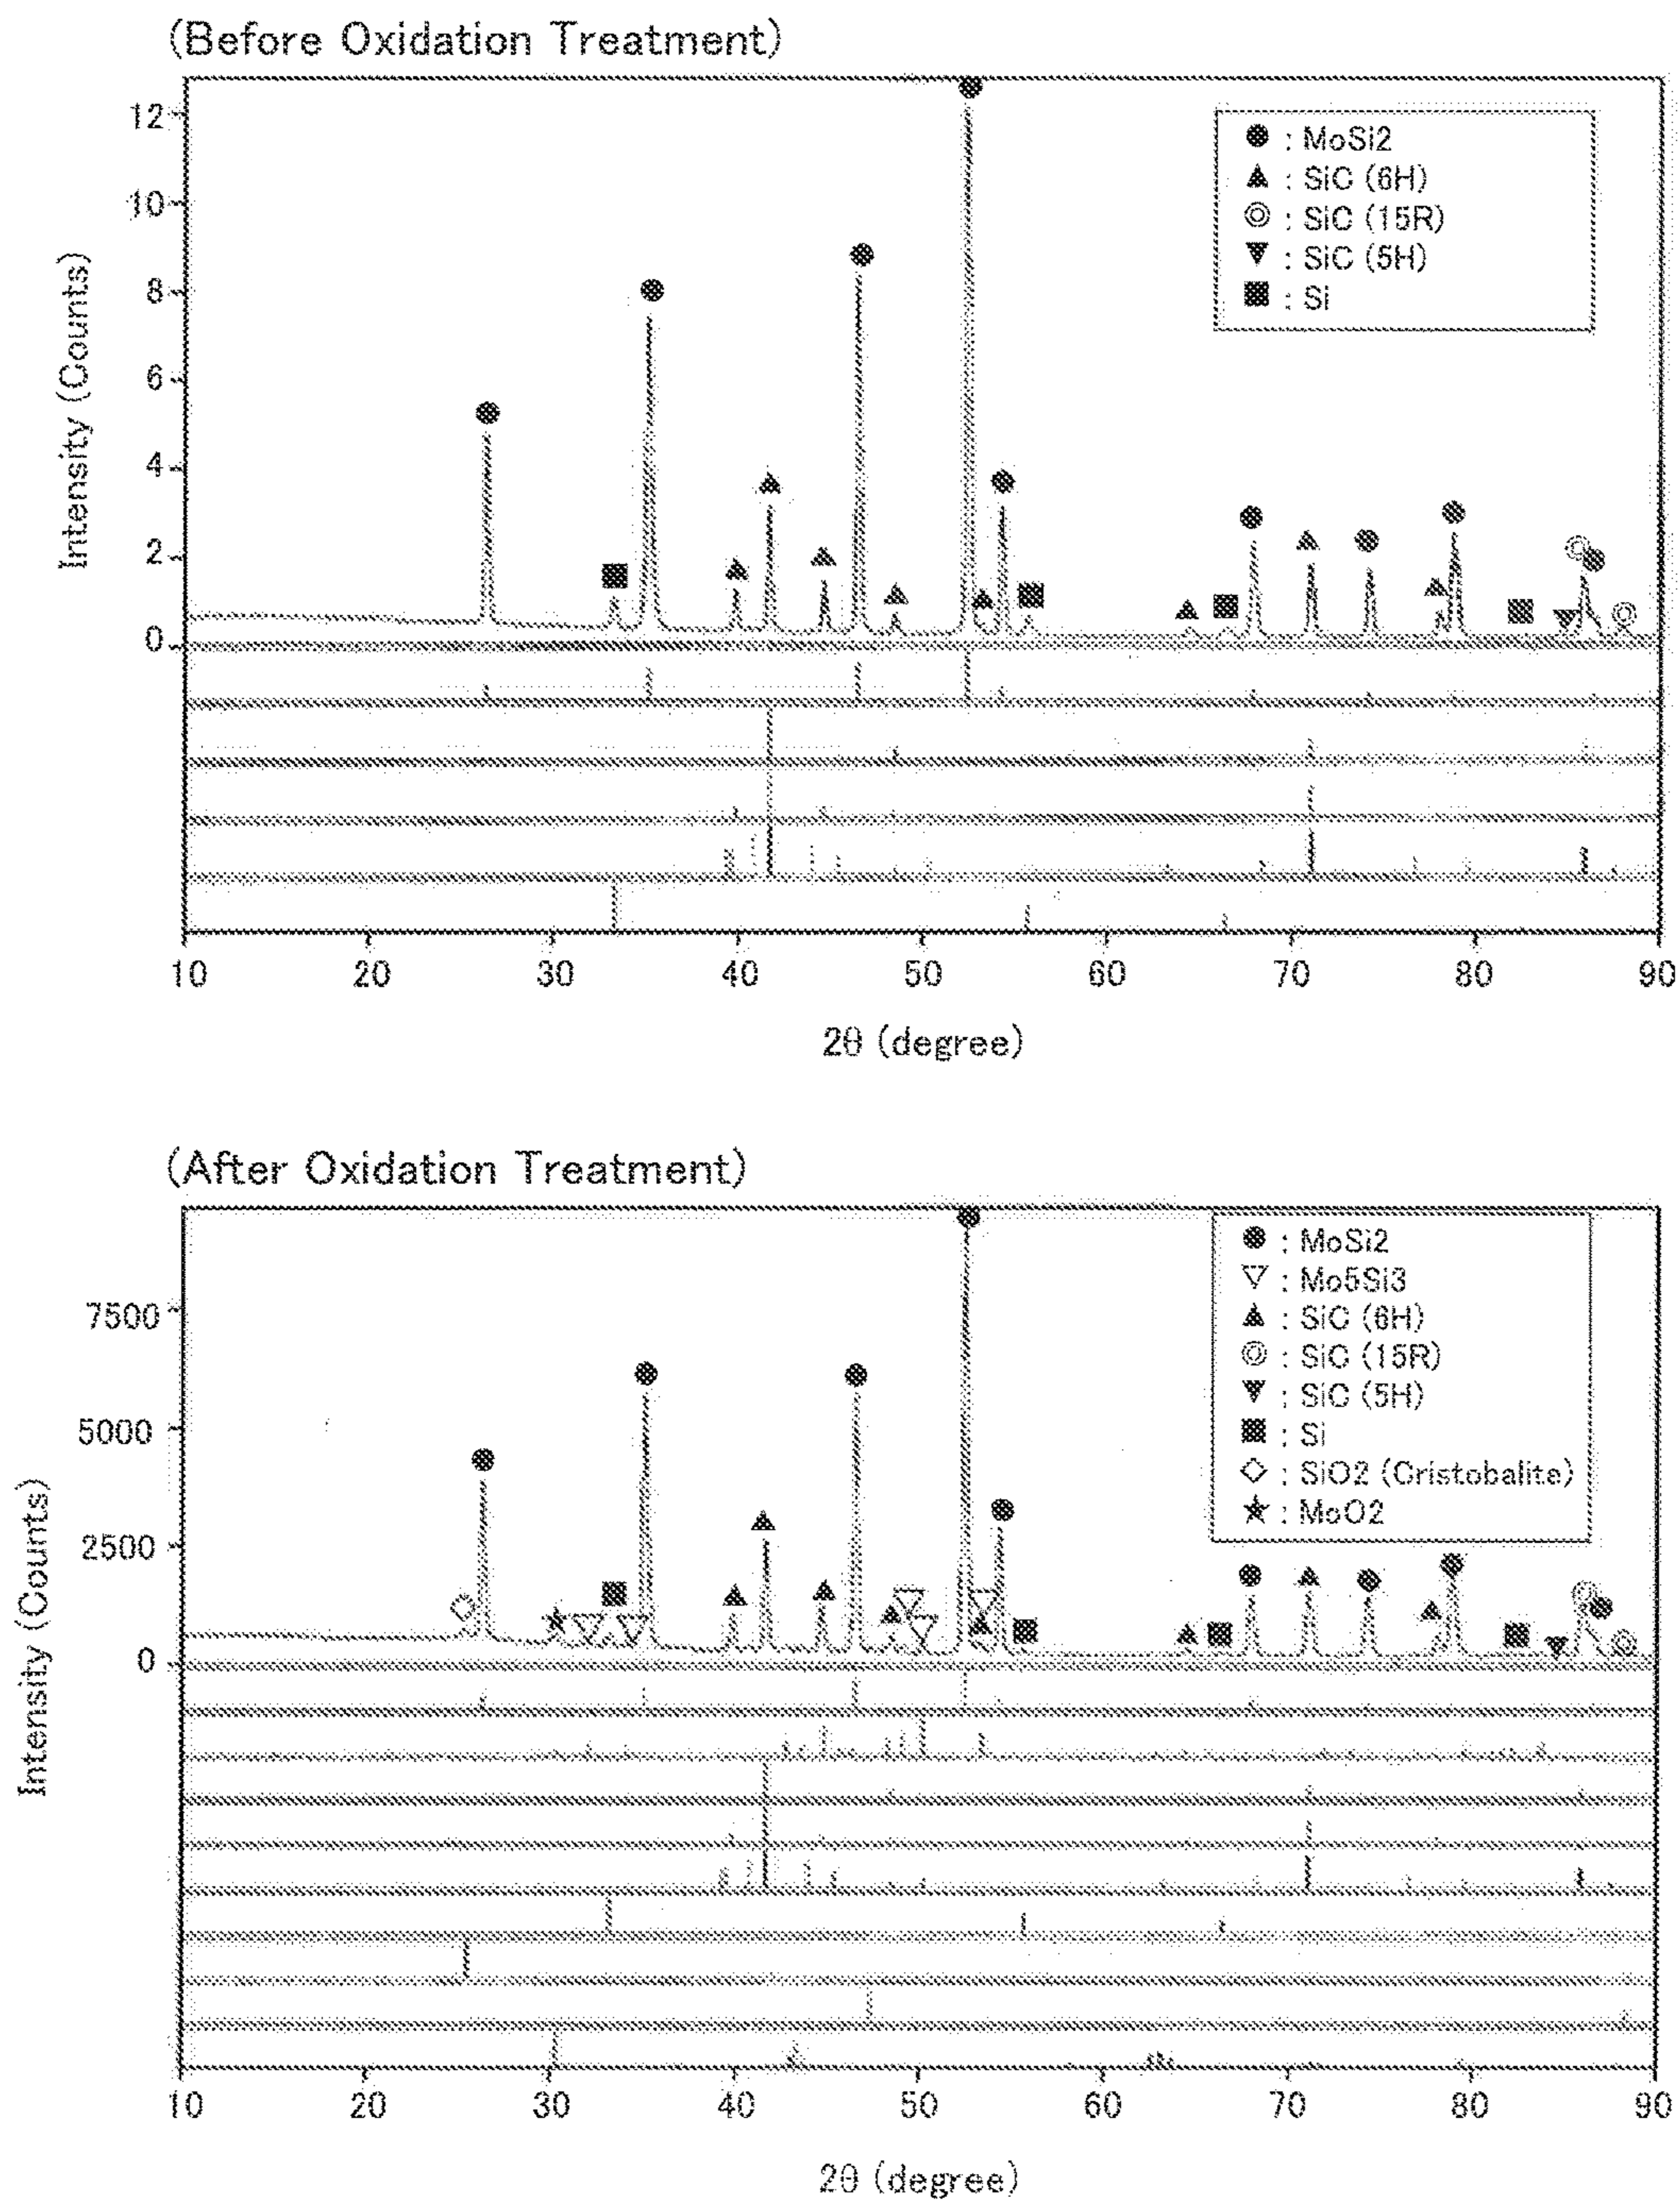 (Before Oxidation Treatment)
12
10
8
6
4
2
0
Intensity (Counts)
● : MoSi2
▲ : SiC (6H)
◎ : SiC (15R)
▼ : SiC (5H)
■ : Si
10 20 30 40 50 60 70 80 90
2θ (degree)
(After Oxidation Treatment)
7500
5000
2500
0
Intensity (Counts)
● : MoSi2
▽ : Mo5Si3
▲ : SiC (6H)
◎ : SiC (15R)
▼ : SiC (5H)
■ : Si
◇ : SiO2 (Cristobalite)
★ : MoO2
10 20 30 40 50 60 70 80 90
2θ (degree)